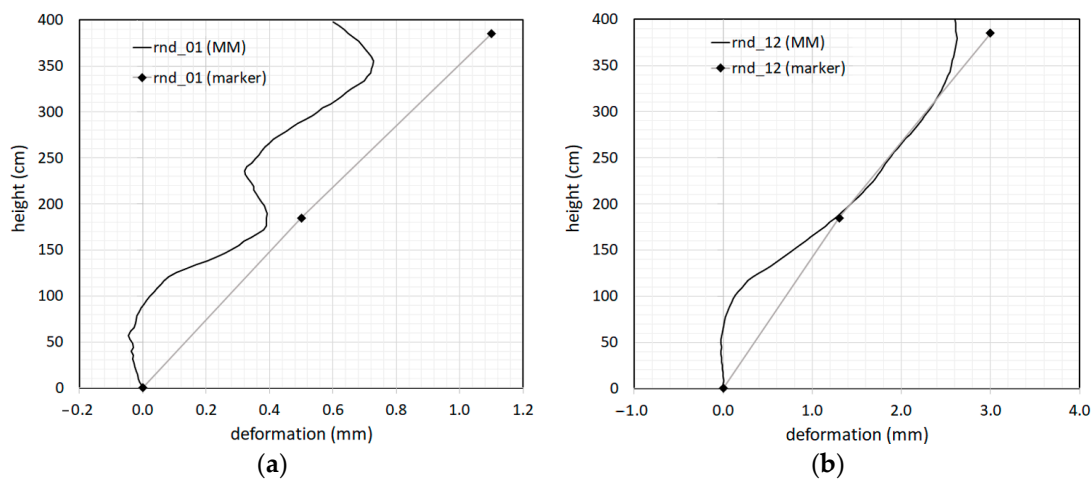 400
350
300
250
200
150
100
50
0
height (cm)
rnd_01 (MM)
rnd_01 (marker)
−0.2 0.0 0.2 0.4 0.6 0.8 1.0 1.2
deformation (mm)
(a)
400
350
300
250
200
150
100
50
0
height (cm)
rnd_12 (MM)
rnd_12 (marker)
−1.0 0.0 1.0 2.0 3.0 4.0
deformation (mm)
(b)